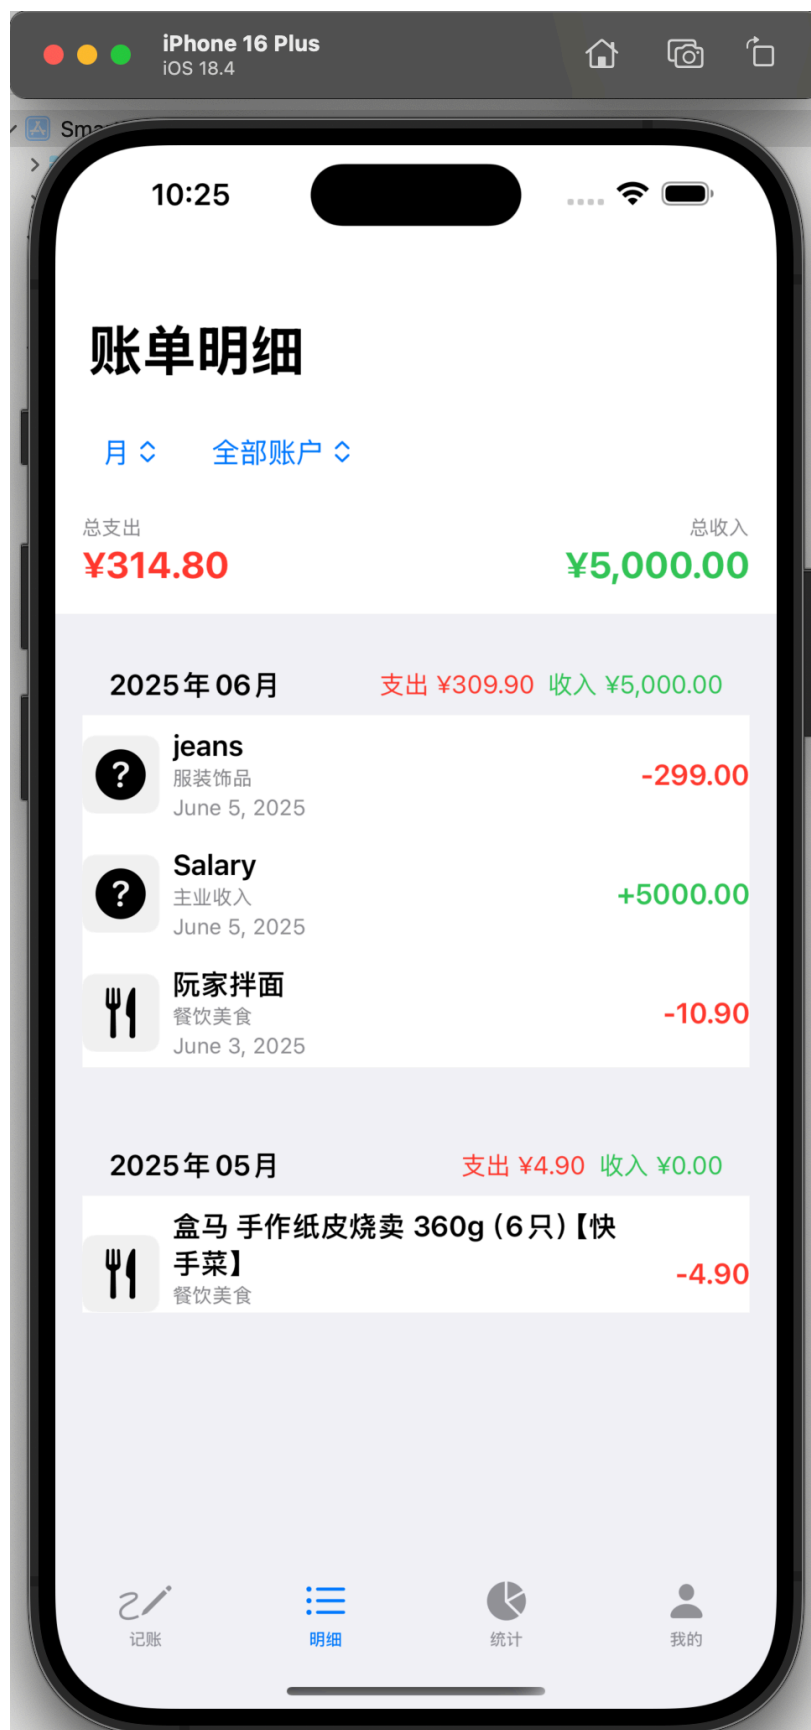 iPhone 16 Plus
iOS 18.4
10:25
账单明细
月 全部账户
总支出 总收入
¥314.80 ¥5,000.00
2025年06月 支出 ¥309.90 收入 ¥5,000.00
jeans
服装饰品
June 5, 2025
-299.00
Salary
主业收入
June 5, 2025
+5000.00
阮家拌面
餐饮美食
June 3, 2025
-10.90
2025年05月 支出 ¥4.90 收入 ¥0.00
盒马 手作纸皮烧卖 360g（6只）【快
手菜】
餐饮美食
-4.90
记账 明细 统计 我的